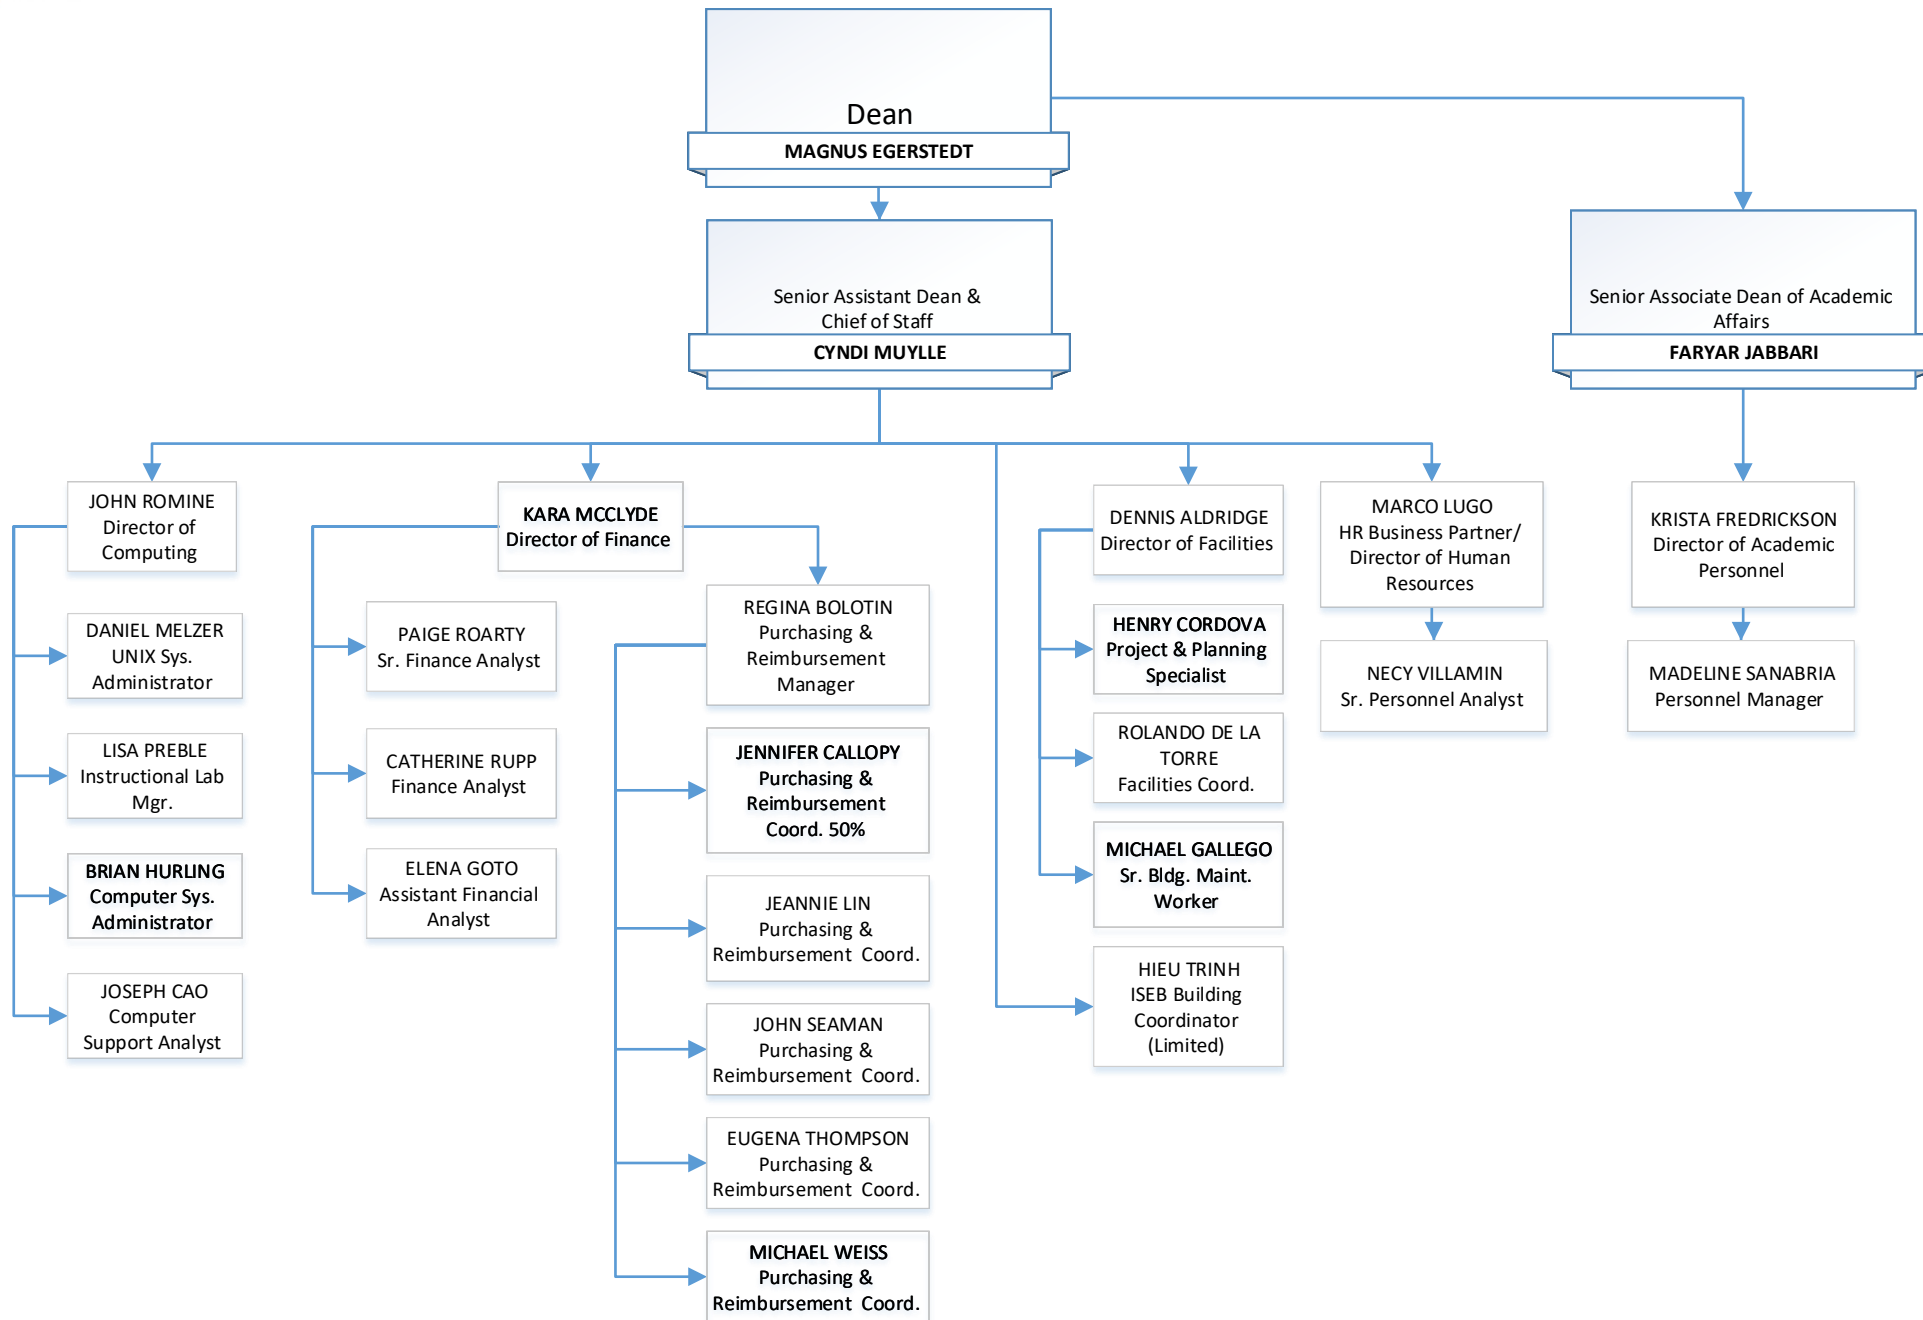 Dean
MAGNUS EGERSTEDT
Senior Assistant Dean &
Chief of Staff
CYNDI MUYLLE
Senior Associate Dean of Academic
Affairs
FARYAR JABBARI
JOHN ROMINE
Director of
Computing
DANIEL MELZER
UNIX Sys.
Administrator
LISA PREBLE
Instructional Lab
Mgr.
BRIAN HURLING
Computer Sys.
Administrator
JOSEPH CAO
Computer
Support Analyst
KARA MCCLYDE
Director of Finance
PAIGE ROARTY
Sr. Finance Analyst
CATHERINE RUPP
Finance Analyst
ELENA GOTO
Assistant Financial
Analyst
REGINA BOLOTIN
Purchasing &
Reimbursement
Manager
JENNIFER CALLOPY
Purchasing &
Reimbursement
Coord. 50%
JEANNIE LIN
Purchasing &
Reimbursement Coord.
JOHN SEAMAN
Purchasing &
Reimbursement Coord.
EUGENA THOMPSON
Purchasing &
Reimbursement Coord.
MICHAEL WEISS
Purchasing &
Reimbursement Coord.
DENNIS ALDRIDGE
Director of Facilities
HENRY CORDOVA
Project & Planning
Specialist
ROLANDO DE LA
TORRE
Facilities Coord.
MICHAEL GALLEGO
Sr. Bldg. Maint.
Worker
HIEU TRINH
ISEB Building
Coordinator
(Limited)
MARCO LUGO
HR Business Partner/
Director of Human
Resources
NECY VILLAMIN
Sr. Personnel Analyst
KRISTA FREDRICKSON
Director of Academic
Personnel
MADELINE SANABRIA
Personnel Manager